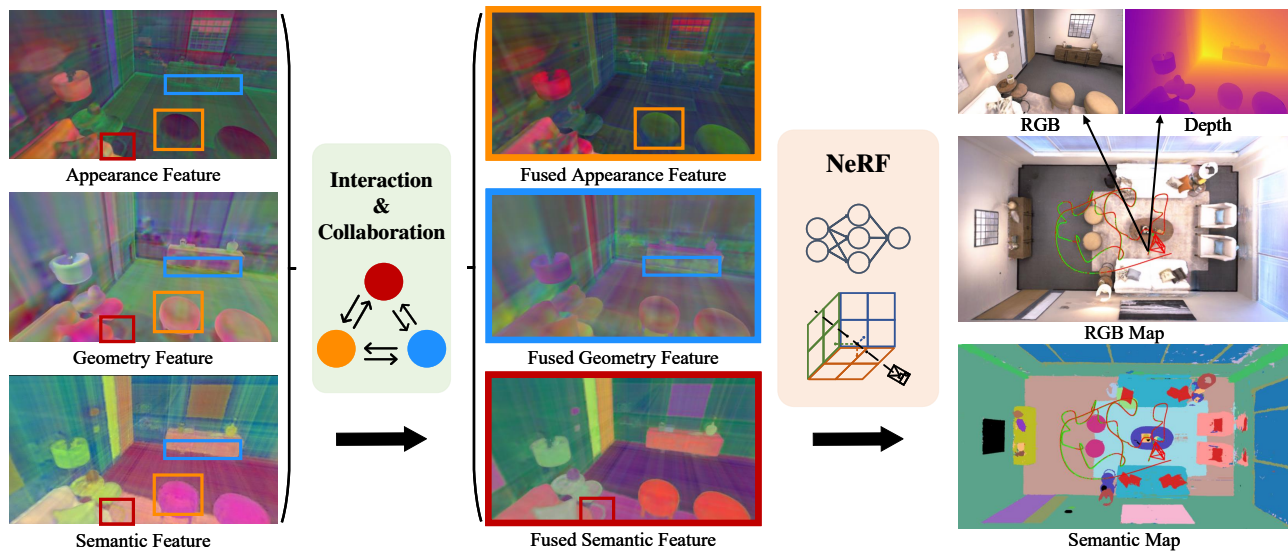 Appearance Feature
Geometry Feature
Semantic Feature
Interaction
&
Collaboration
Fused Appearance Feature
Fused Geometry Feature
Fused Semantic Feature
NeRF
RGB
Depth
RGB Map
Semantic Map